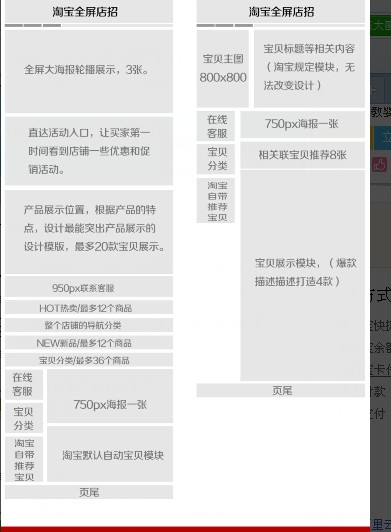 淘宝全屏店招
全屏大海报轮播展示，3张。
直达活动入口，让买家第一
时间看到店铺一些优惠和促
销活动。
产品展示位置，根据产品的特
点，设计最能突出产品展示的
设计模版，最多20款宝贝展示。
950px联系客服
HOT热卖/最多12个商品
整个店铺的导航分类
NEW新品/最多12个商品
宝贝分类/最多36个商品
在线
客服
宝贝
分类
750px海报一张
淘宝
自带
推荐
宝贝
淘宝默认自动宝贝模块
页尾
淘宝全屏店招
宝贝主图
800x800
宝贝标题等相关内容
（淘宝规定模块，无
法改变设计）
在线
客服
750px海报一张
宝贝
分类
相关联宝贝推荐8张
淘宝
自带
推荐
宝贝
宝贝展示模块，（爆款
描述描述打造4款）
页尾